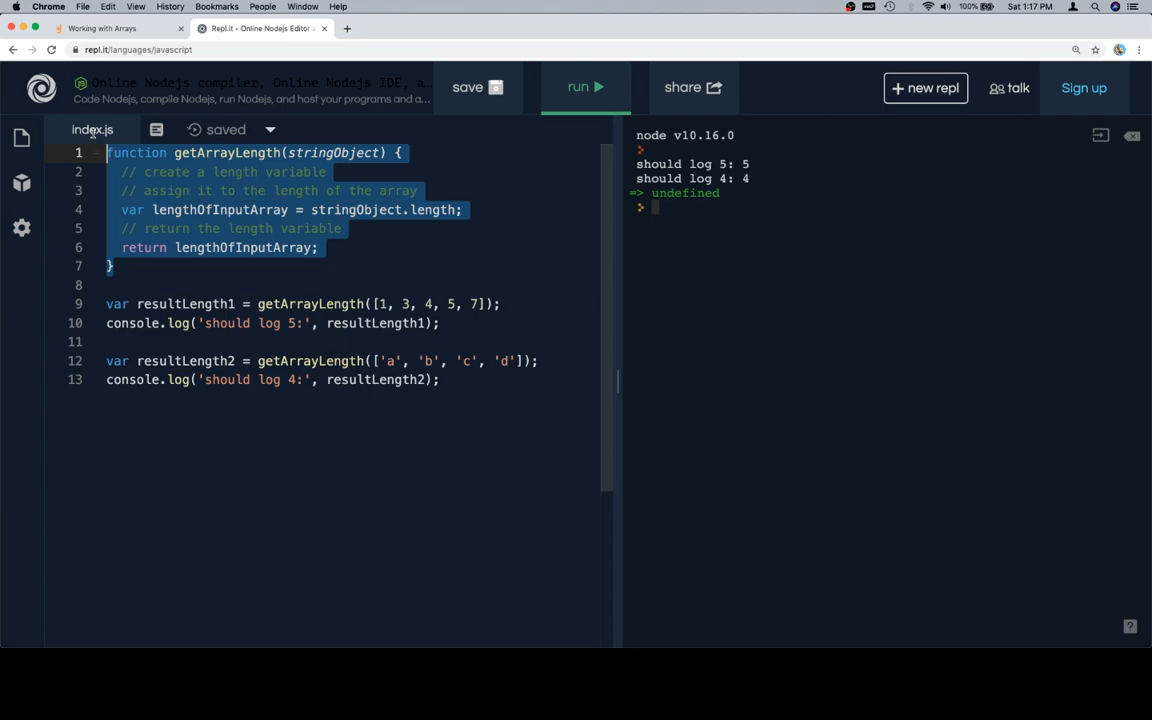 Chrome File Edit View History Bookmarks People Window Help 100% Sat 1:17 PM
Working with Arrays × Repl.it - Online Nodejs Editor × +
repl.it/languages/javascript
Online Nodejs compiler, Online Nodejs IDE, a...
Code Nodejs, compile Nodejs, run Nodejs, and host your programs and a...
save run share + new repl talk Sign up
index.js saved
1 function getArrayLength(stringObject) {
2 // create a length variable
3 // assign it to the length of the array
4 var lengthOfInputArray = stringObject.length;
5 // return the length variable
6 return lengthOfInputArray;
7 }
8
9 var resultLength1 = getArrayLength([1, 3, 4, 5, 7]);
10 console.log('should log 5:', resultLength1);
11
12 var resultLength2 = getArrayLength(['a', 'b', 'c', 'd']);
13 console.log('should log 4:', resultLength2);
node v10.16.0
should log 5: 5
should log 4: 4
=> undefined
?